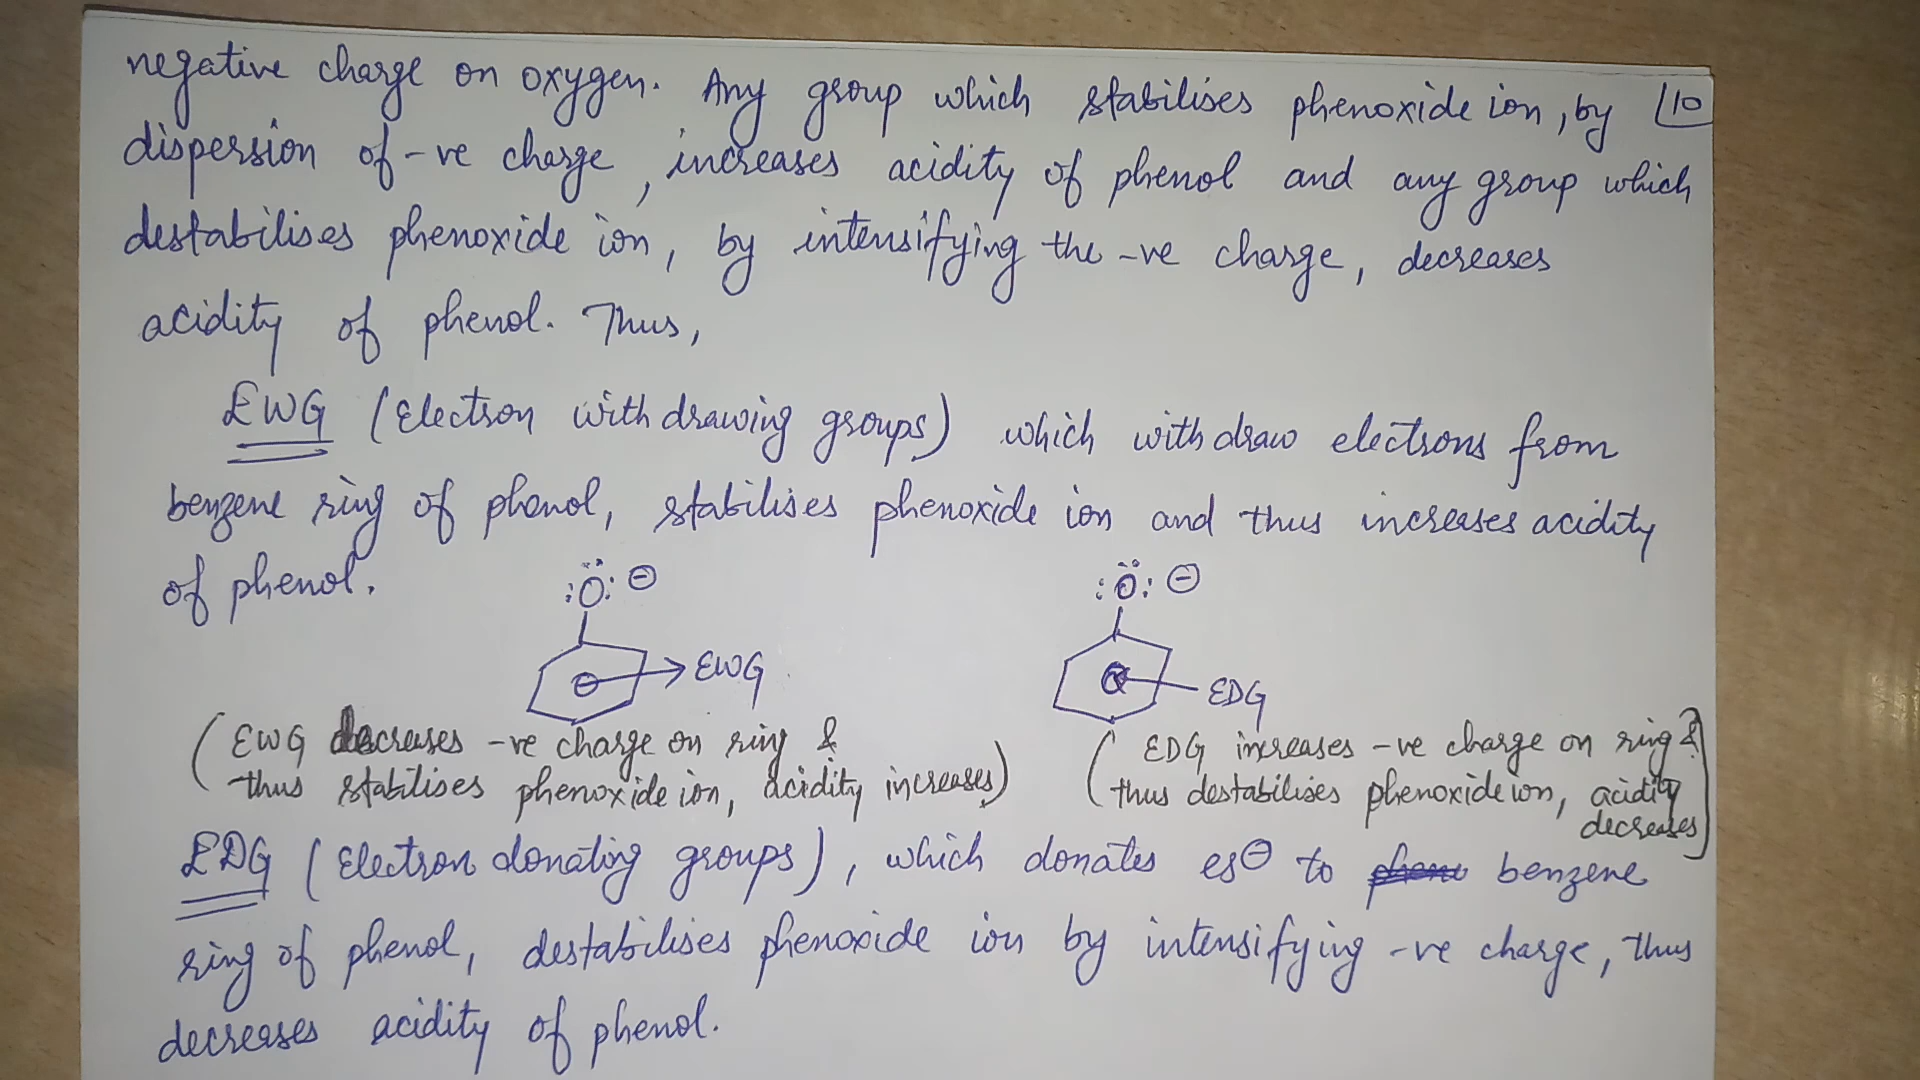 negative charge on oxygen. Any group which stabilises phenoxide ion, by 10
dispersion of -ve charge, increases acidity of phenol and any group which
destabilises phenoxide ion, by intensifying the -ve charge, decreases
acidity of phenol. Thus,
EWG (Electron withdrawing groups) which withdraw electrons from
benzene ring of phenol, stabilises phenoxide ion and thus increases acidity
of phenol.
:Ö: ⊖ :Ö: ⊖
EWG
EDG
(EWG decreases -ve charge on ring &
thus stabilises phenoxide ion, acidity increases)
(EDG increases -ve charge on ring &
thus destabilises phenoxide ion, acidity
decreases)
EDG (Electron donating groups), which donates es⊖ to benzene
ring of phenol, destabilises phenoxide ion by intensifying -ve charge, thus
decreases acidity of phenol.